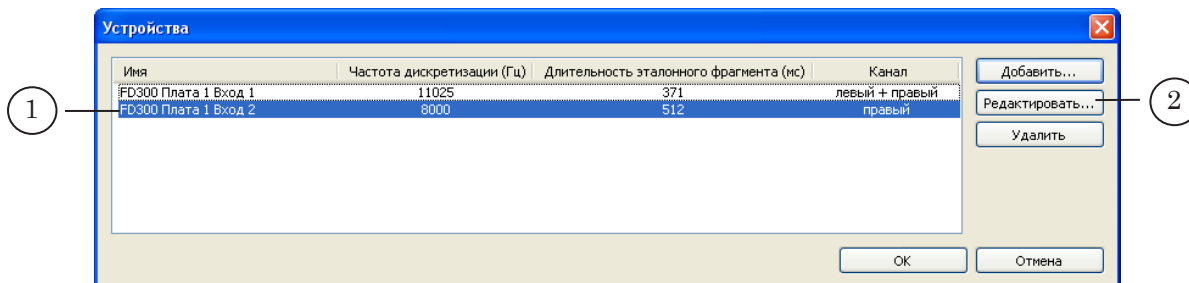 Устройства
Имя Частота дискретизации (Гц) Длительность эталонного фрагмента (мс) Канал Добавить...
FD300 Плата 1 Вход 1 11025 371 левый + правый
1 FD300 Плата 1 Вход 2 8000 512 правый Редактировать... 2
Удалить
OK Отмена